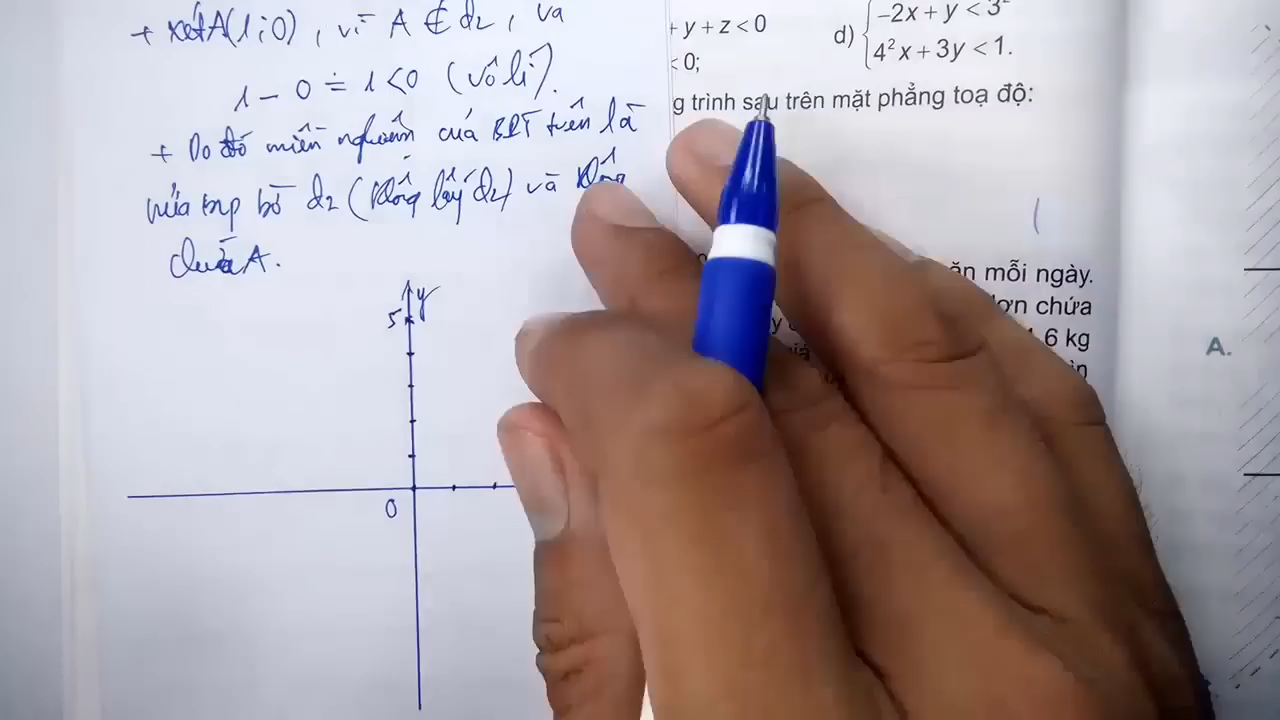 + xét A(1;0), vì A ∉ d₂, và
1 - 0 = 1 < 0 (vô lí).
+ Do đó miền nghiệm của BPT trên là
nửa mp bờ d₂ (không lấy d₂) và không
chứa A.
y
5
0
+ y + z < 0
< 0;
d) { -2x + y < 3²
4²x + 3y < 1.
g trình sau trên mặt phẳng toạ độ:
ăn mỗi ngày.
ơn chứa
6 kg
A.